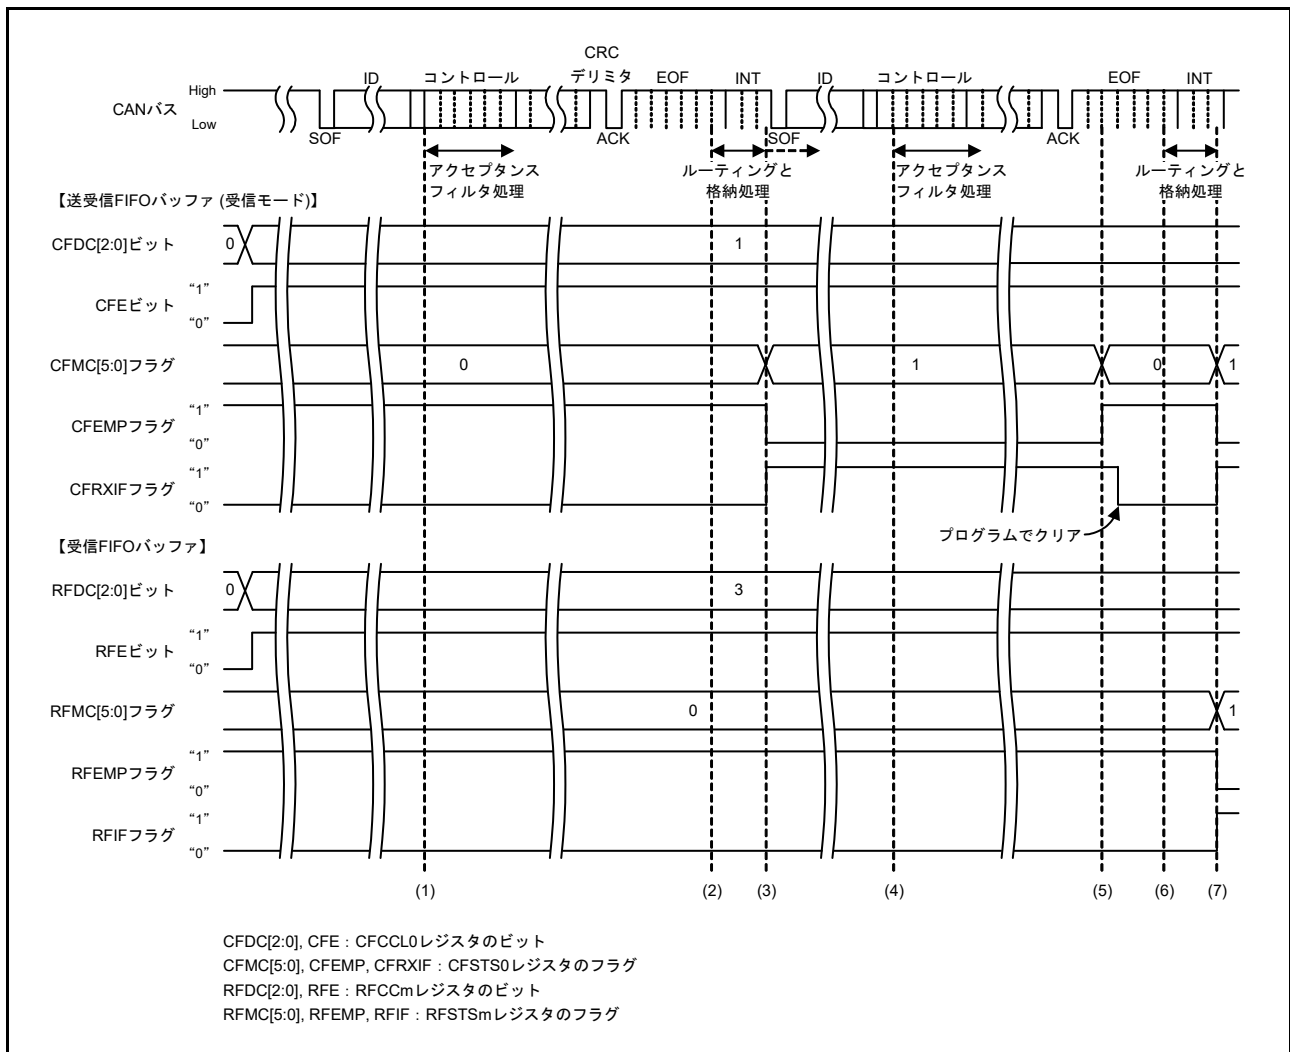 CRC
ID コントロール デリミタ EOF INT ID コントロール EOF INT
CANバス High
Low
SOF ACK SOF ACK
アクセプタンス ルーティングと アクセプタンス ルーティングと
フィルタ処理 格納処理 フィルタ処理 格納処理
【送受信FIFOバッファ (受信モード)】
CFDC[2:0]ビット 0 1
CFEビット “1”
“0”
CFMC[5:0]フラグ 0 1 0 1
CFEMPフラグ “1”
“0”
CFRXIFフラグ “1”
“0”
プログラムでクリア
【受信FIFOバッファ】
RFDC[2:0]ビット 0 3
RFEビット “1”
“0”
RFMC[5:0]フラグ 0 1
RFEMPフラグ “1”
“0”
RFIFフラグ “1”
“0”
(1) (2) (3) (4) (5) (6) (7)
CFDC[2:0], CFE : CFCCL0レジスタのビット
CFMC[5:0], CFEMP, CFRXIF : CFSTS0レジスタのフラグ
RFDC[2:0], RFE : RFCCmレジスタのビット
RFMC[5:0], RFEMP, RFIF : RFSTSmレジスタのフラグ